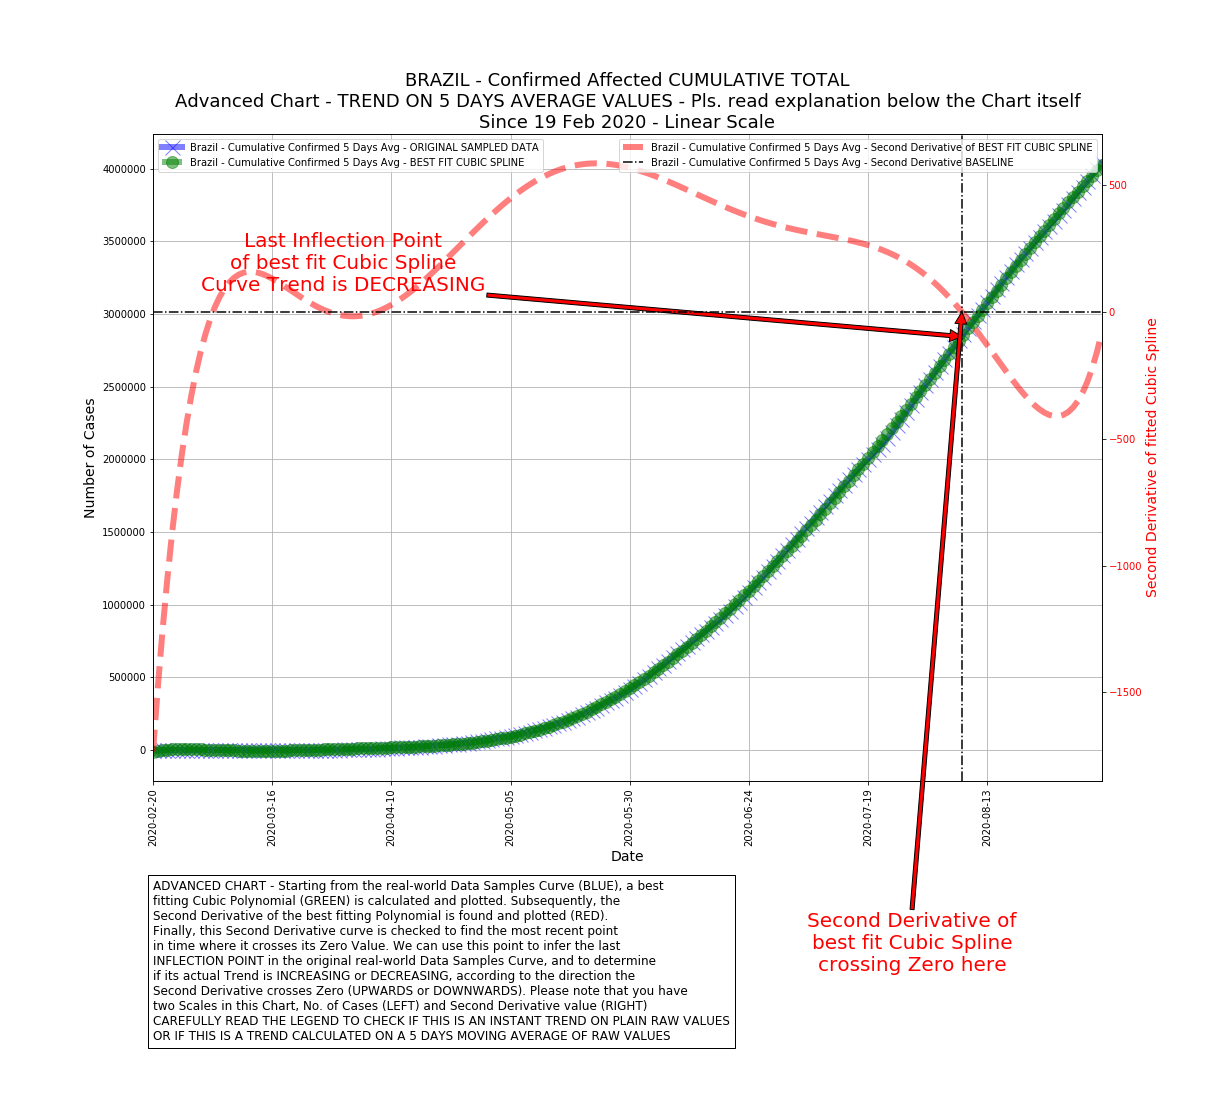 BRAZIL - Confirmed Affected CUMULATIVE TOTAL
Advanced Chart - TREND ON 5 DAYS AVERAGE VALUES - Pls. read explanation below the Chart itself
Since 19 Feb 2020 - Linear Scale
Brazil - Cumulative Confirmed 5 Days Avg - ORIGINAL SAMPLED DATA
Brazil - Cumulative Confirmed 5 Days Avg - BEST FIT CUBIC SPLINE
Brazil - Cumulative Confirmed 5 Days Avg - Second Derivative of BEST FIT CUBIC SPLINE
Brazil - Cumulative Confirmed 5 Days Avg - Second Derivative BASELINE
Last Inflection Point
of best fit Cubic Spline
Curve Trend is DECREASING
Number of Cases
4000000
3500000
3000000
2500000
2000000
1500000
1000000
500000
0
500
0
−500
−1000
−1500
Second Derivative of fitted Cubic Spline
2020-02-20
2020-03-16
2020-04-10
2020-05-05
2020-05-30
2020-06-24
2020-07-19
2020-08-13
Date
ADVANCED CHART - Starting from the real-world Data Samples Curve (BLUE), a best
fitting Cubic Polynomial (GREEN) is calculated and plotted. Subsequently, the
Second Derivative of the best fitting Polynomial is found and plotted (RED).
Finally, this Second Derivative curve is checked to find the most recent point
in time where it crosses its Zero Value. We can use this point to infer the last
INFLECTION POINT in the original real-world Data Samples Curve, and to determine
if its actual Trend is INCREASING or DECREASING, according to the direction the
Second Derivative crosses Zero (UPWARDS or DOWNWARDS). Please note that you have
two Scales in this Chart, No. of Cases (LEFT) and Second Derivative value (RIGHT)
CAREFULLY READ THE LEGEND TO CHECK IF THIS IS AN INSTANT TREND ON PLAIN RAW VALUES
OR IF THIS IS A TREND CALCULATED ON A 5 DAYS MOVING AVERAGE OF RAW VALUES
Second Derivative of
best fit Cubic Spline
crossing Zero here